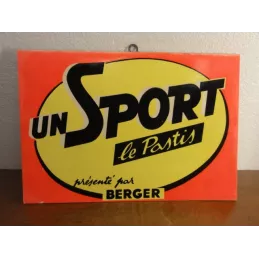 UN SPORT
le Pastis
présenté par
BERGER